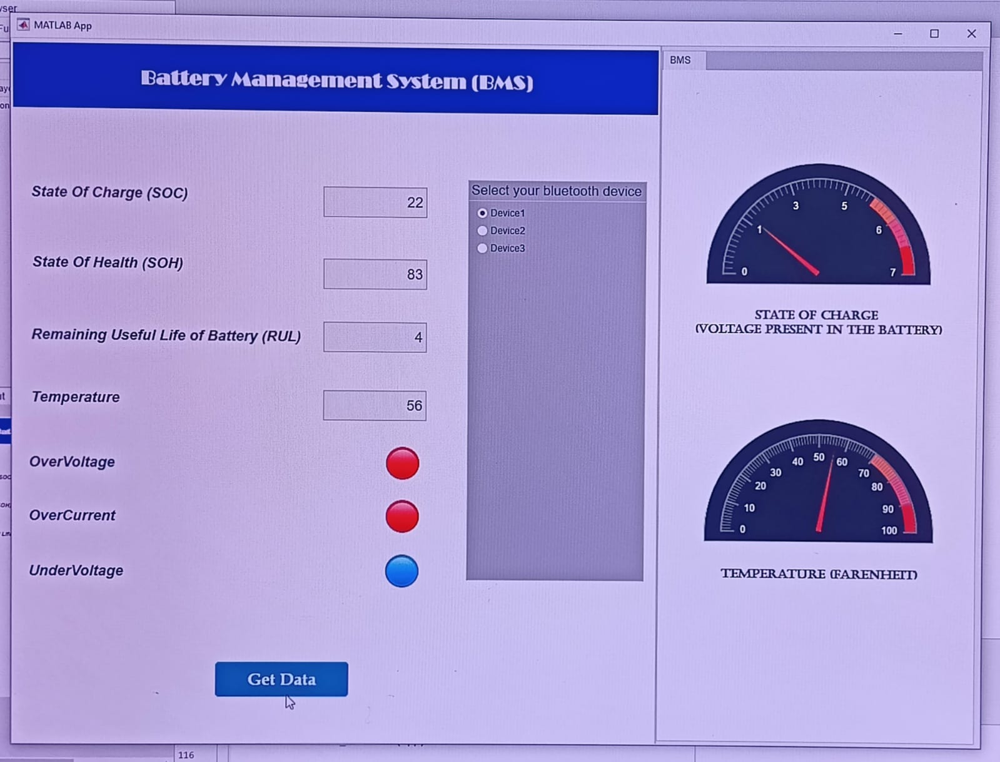 wser
Fu
MATLAB App
Battery Management System (BMS)
BMS
on
State Of Charge (SOC)
22
State Of Health (SOH)
83
Remaining Useful Life of Battery (RUL)
4
Temperature
56
OverVoltage
OverCurrent
UnderVoltage
Select your bluetooth device
Device1
Device2
Device3
Get Data
0
1
3
5
6
7
STATE OF CHARGE
(VOLTAGE PRESENT IN THE BATTERY)
0
10
20
30
40
50
60
70
80
90
100
TEMPERATURE (FARENHEIT)
116